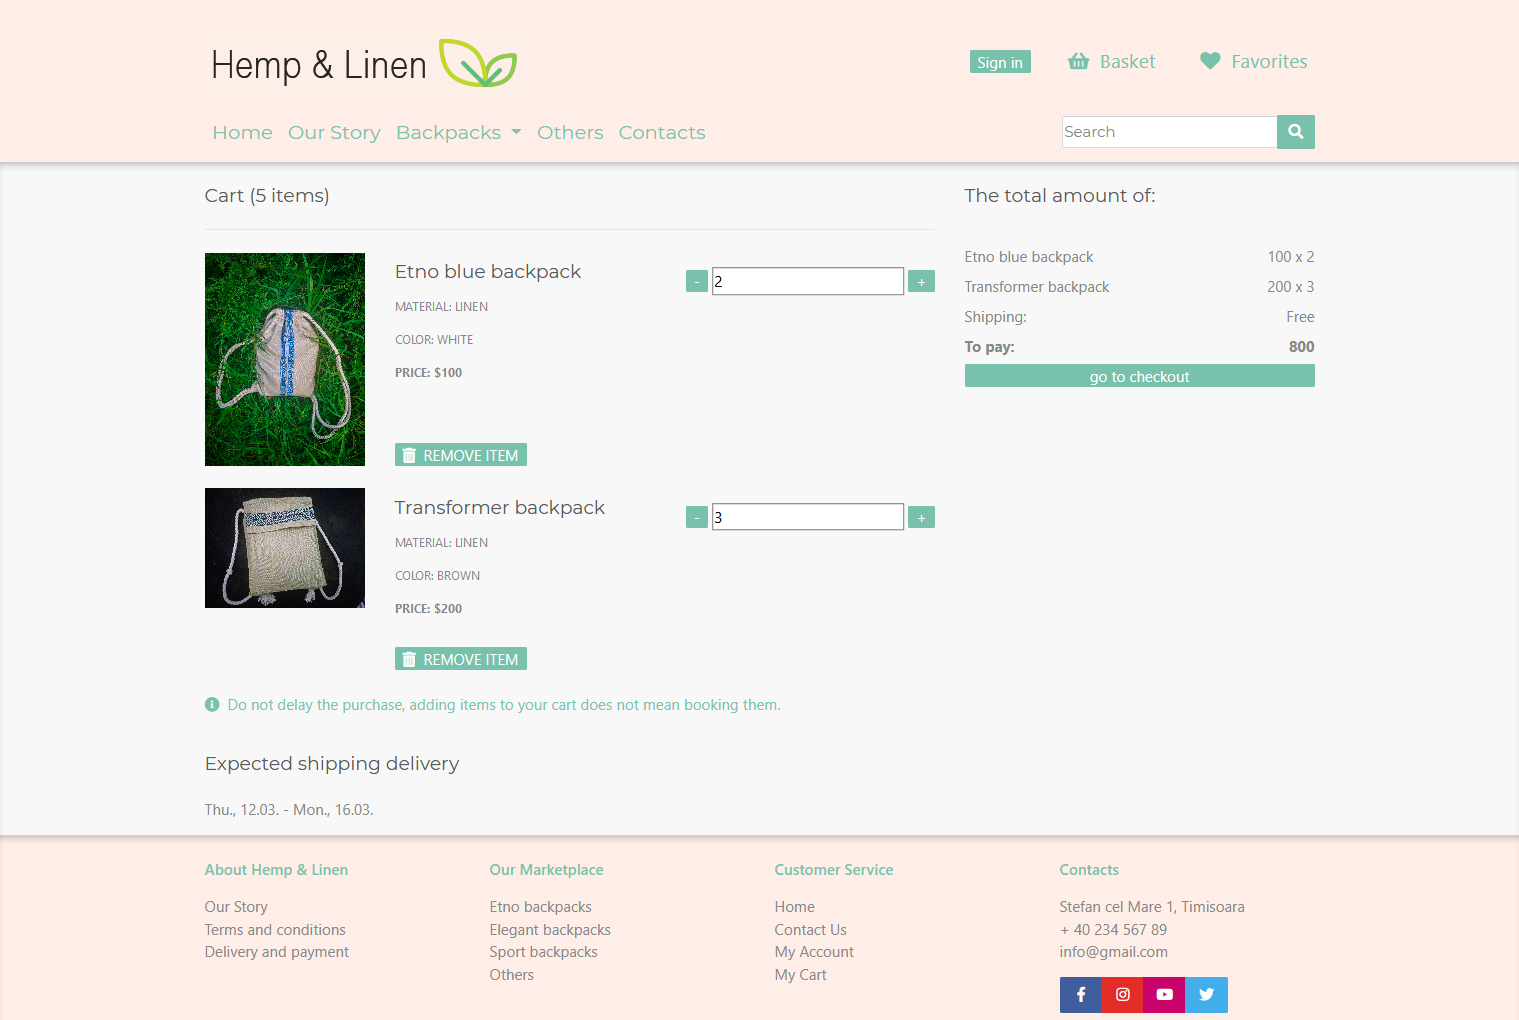 Hemp & Linen
Sign in
Basket
Favorites
Home
Our Story
Backpacks
Others
Contacts
Search
Cart (5 items)
Etno blue backpack
- 2 +
MATERIAL: LINEN
COLOR: WHITE
PRICE: $100
REMOVE ITEM
Transformer backpack
- 3 +
MATERIAL: LINEN
COLOR: BROWN
PRICE: $200
REMOVE ITEM
Do not delay the purchase, adding items to your cart does not mean booking them.
Expected shipping delivery
Thu., 12.03. - Mon., 16.03.
The total amount of:
Etno blue backpack 100 x 2
Transformer backpack 200 x 3
Shipping: Free
To pay: 800
go to checkout
About Hemp & Linen
Our Story
Terms and conditions
Delivery and payment
Our Marketplace
Etno backpacks
Elegant backpacks
Sport backpacks
Others
Customer Service
Home
Contact Us
My Account
My Cart
Contacts
Stefan cel Mare 1, Timisoara
+ 40 234 567 89
info@gmail.com